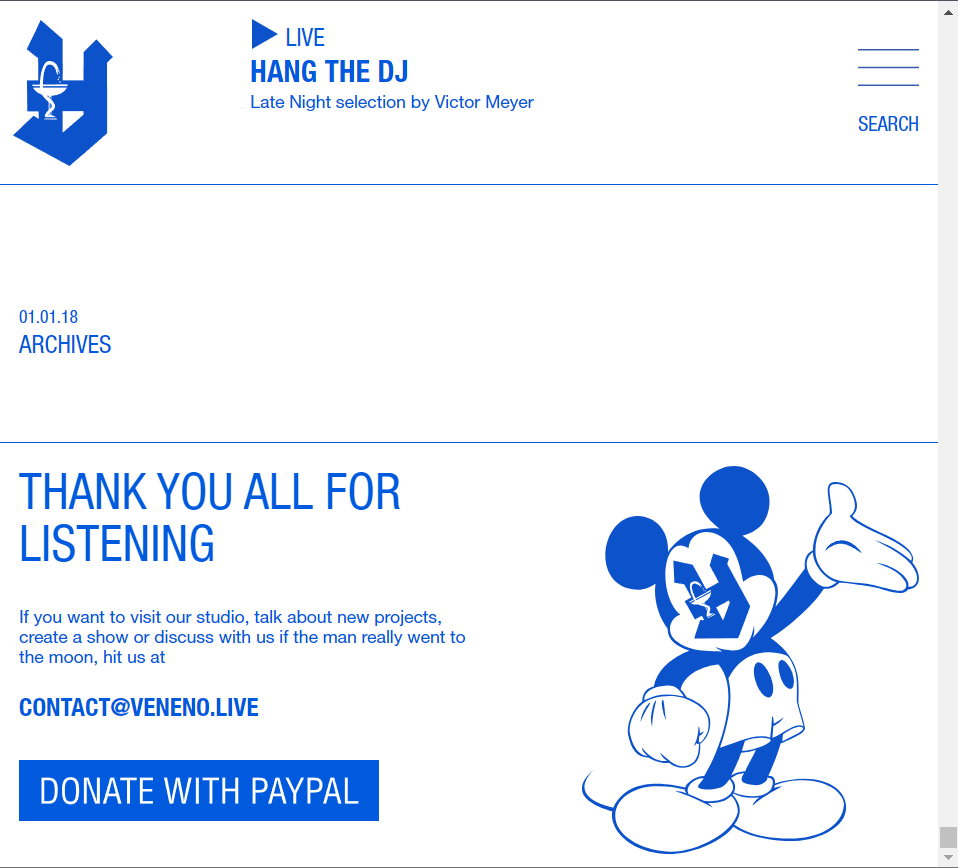 LIVE
HANG THE DJ
Late Night selection by Victor Meyer
SEARCH
01.01.18
ARCHIVES
THANK YOU ALL FOR
LISTENING
If you want to visit our studio, talk about new projects,
create a show or discuss with us if the man really went to
the moon, hit us at
CONTACT@VENENO.LIVE
DONATE WITH PAYPAL